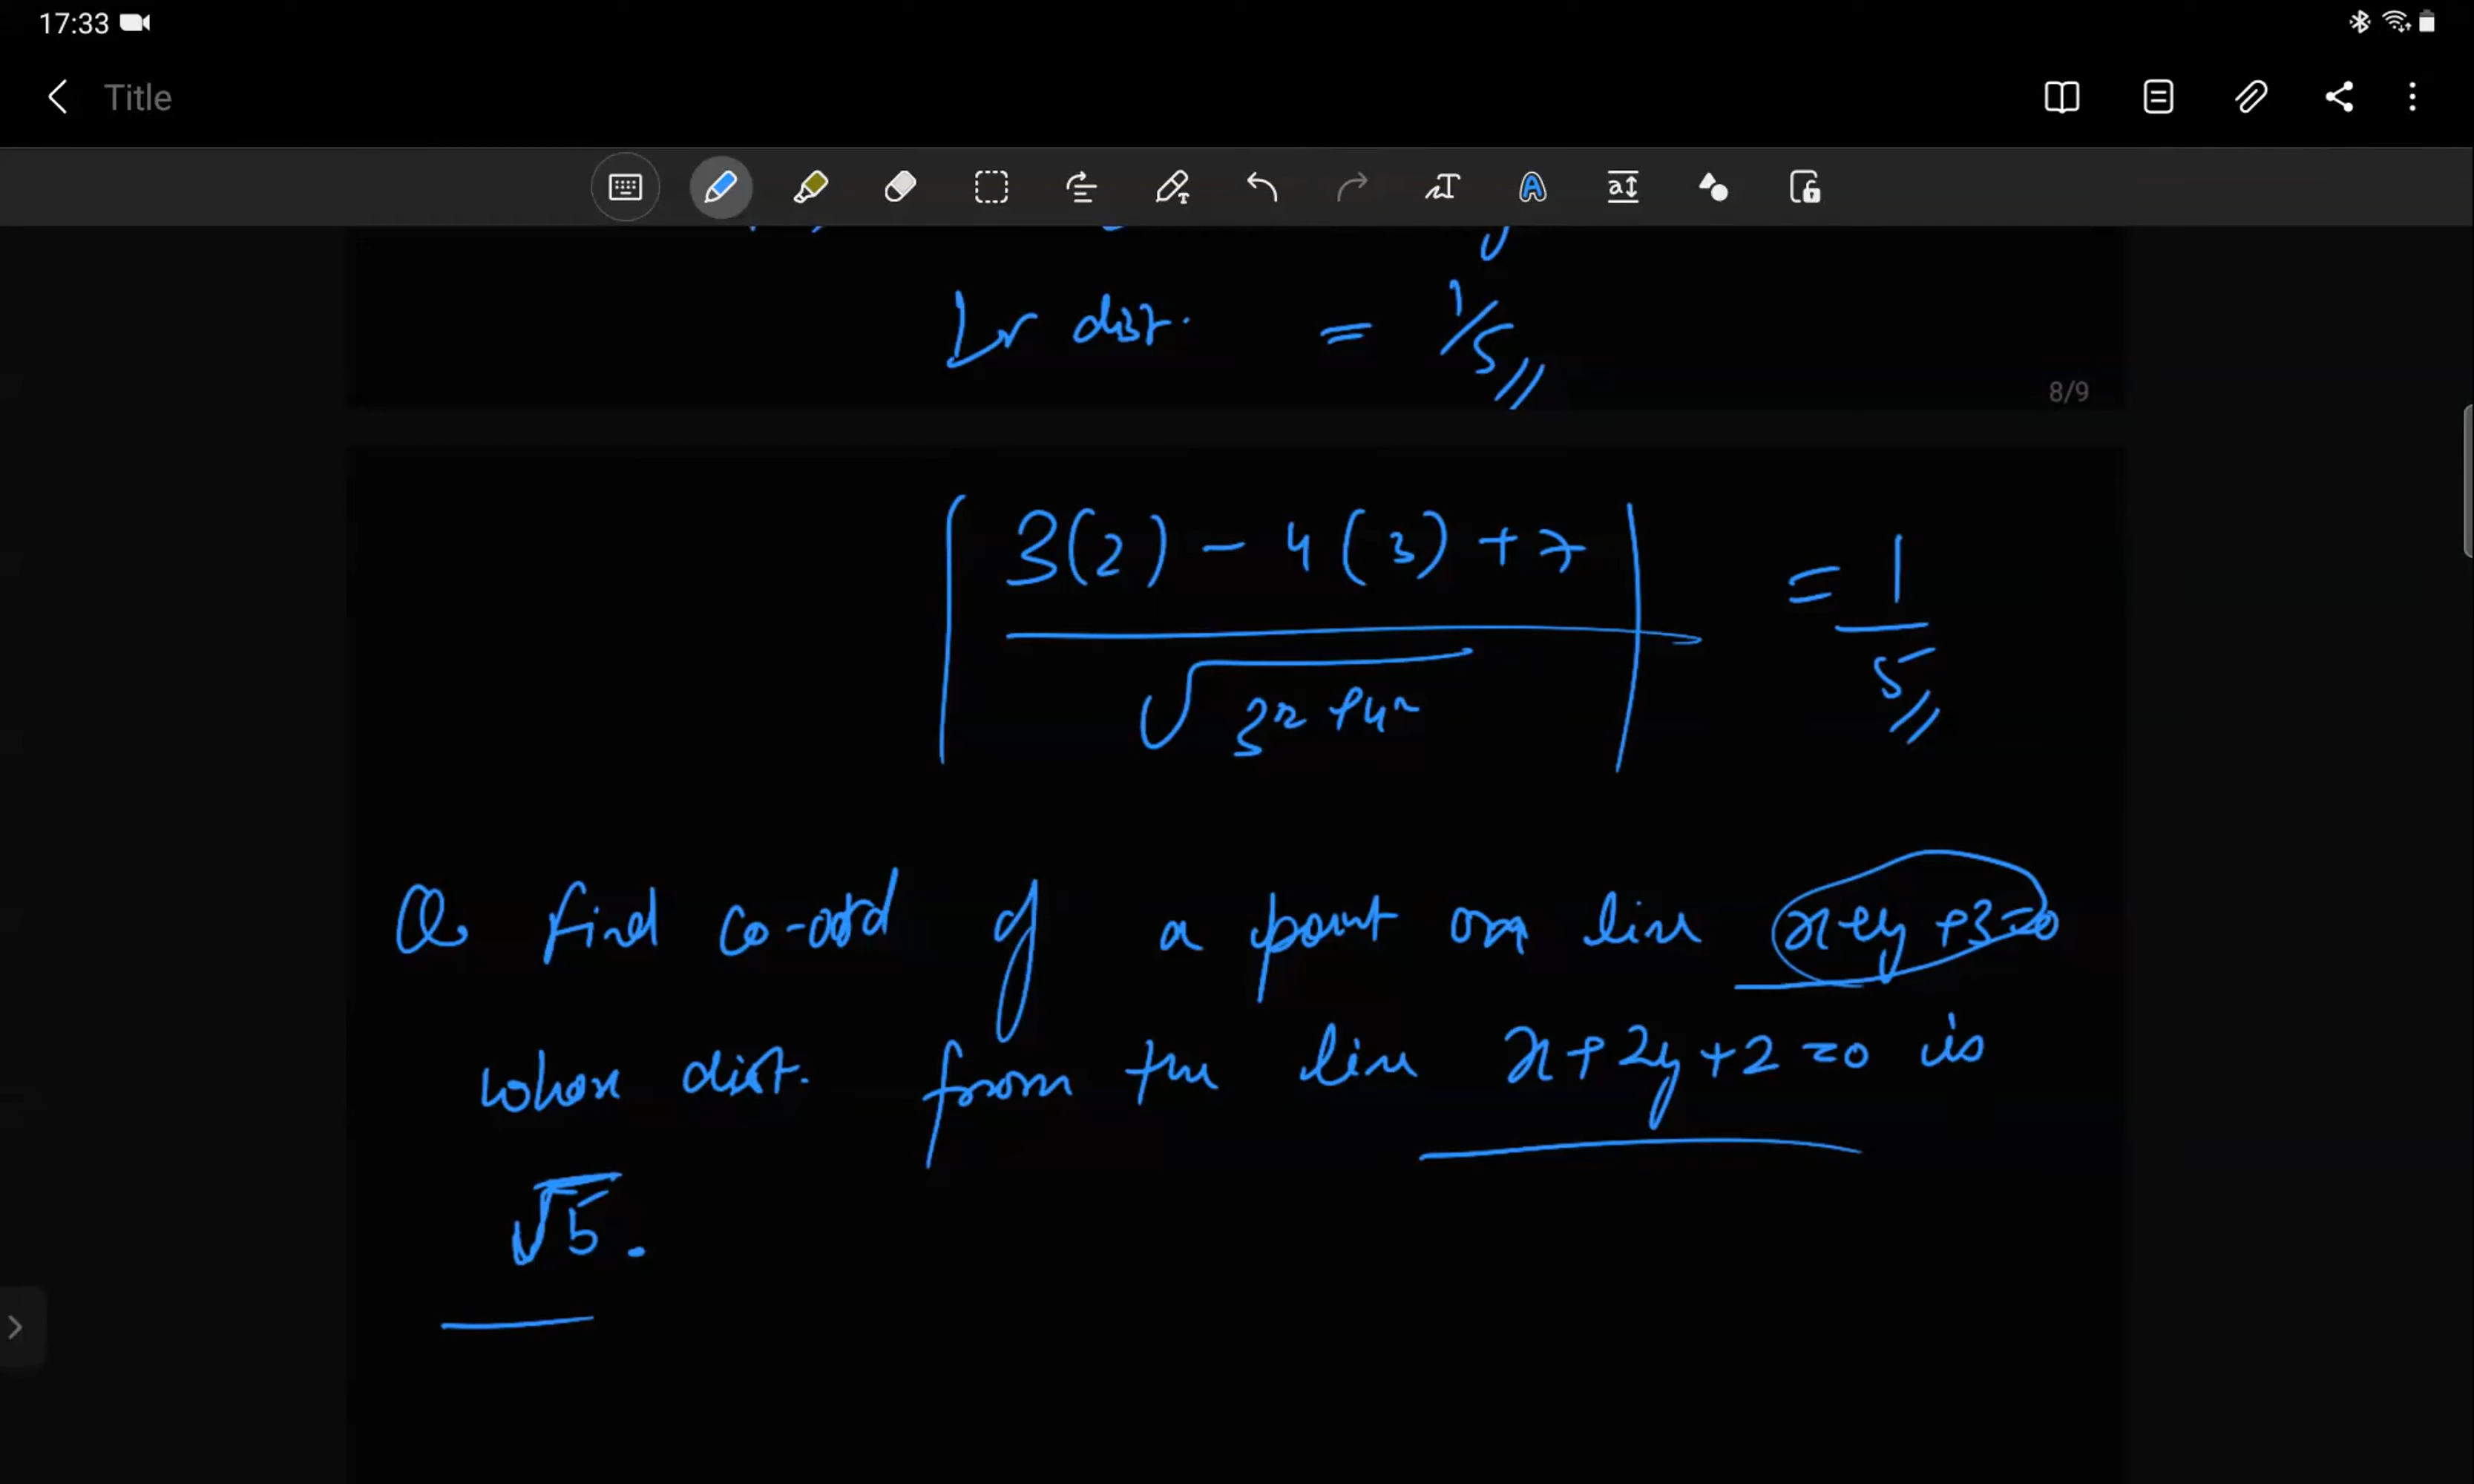 17:33
Title
⊥r dist. = 1/5
8/9
| 3(2) - 4(3) + 7 / √(3² + 4²) | = 1/5
Q. find co-ord of a point on line x+y+3=0
whose dist. from the line x+2y+2=0 is
√5.